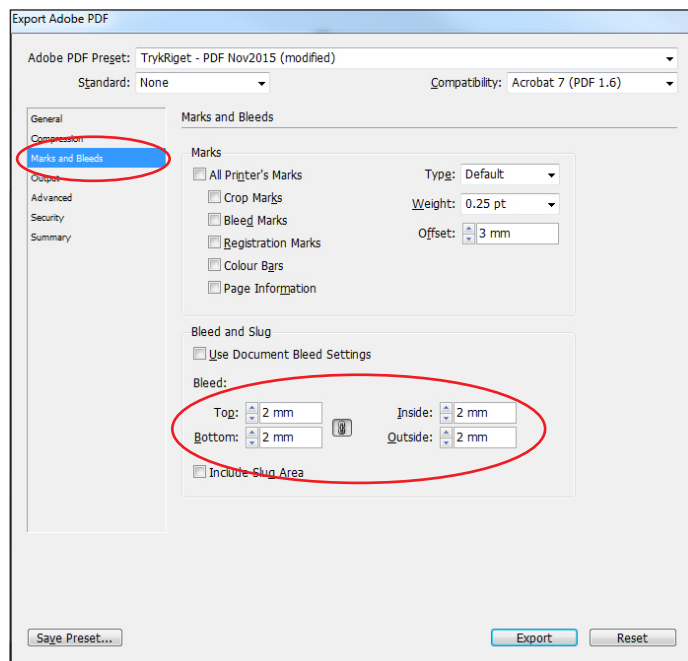 Export Adobe PDF
Adobe PDF Preset: TrykRiget - PDF Nov2015 (modified)
Standard: None Compatibility: Acrobat 7 (PDF 1.6)
General
Compression
Marks and Bleeds
Output
Advanced
Security
Summary
Marks and Bleeds
Marks
All Printer's Marks
Crop Marks
Bleed Marks
Registration Marks
Colour Bars
Page Information
Type: Default
Weight: 0.25 pt
Offset: 3 mm
Bleed and Slug
Use Document Bleed Settings
Bleed:
Top: 2 mm Inside: 2 mm
Bottom: 2 mm Outside: 2 mm
Include Slug Area
Save Preset... Export Reset